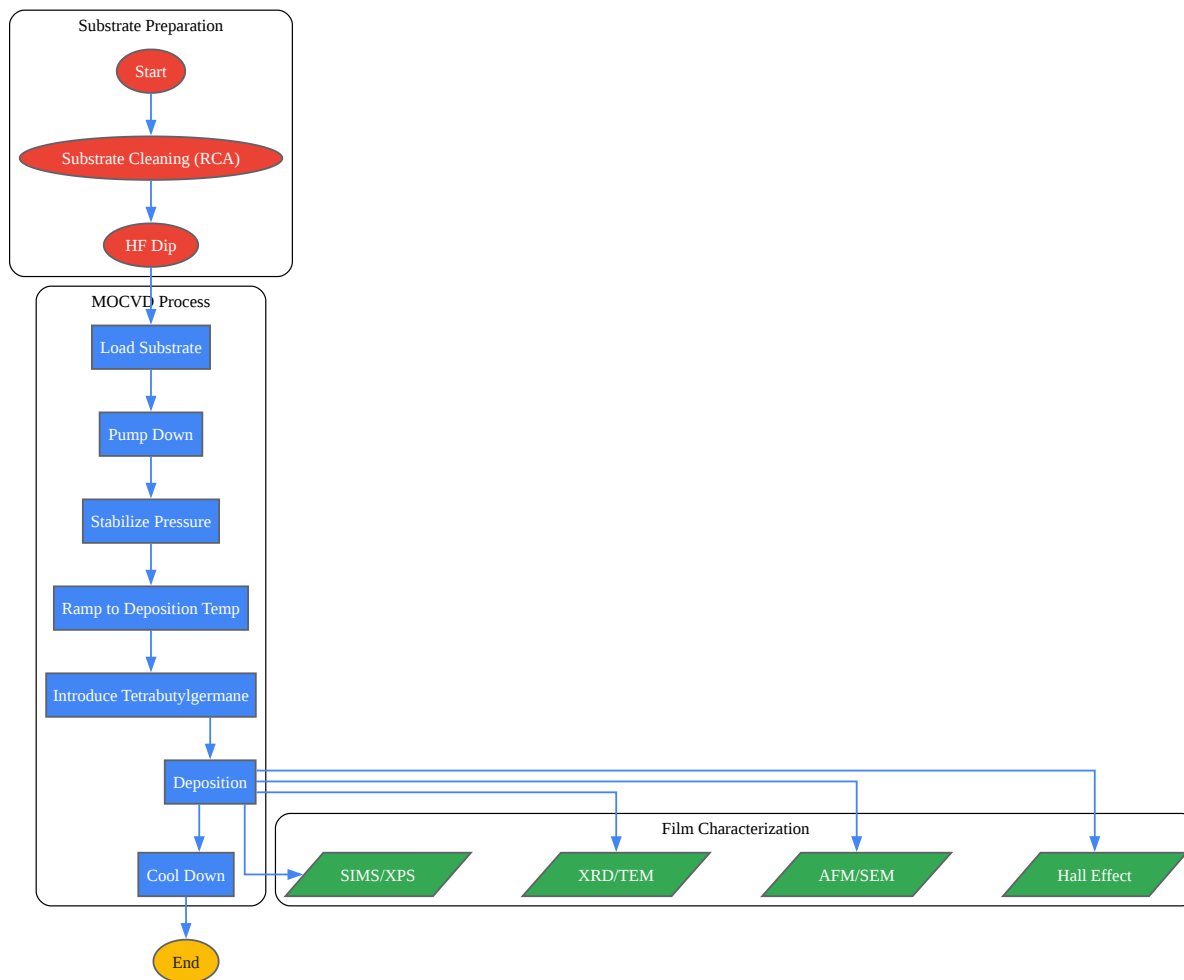 Substrate Preparation
Start
Substrate Cleaning (RCA)
HF Dip
MOCVD Process
Load Substrate
Pump Down
Stabilize Pressure
Ramp to Deposition Temp
Introduce Tetrabutylgermane
Deposition
Cool Down
Film Characterization
SIMS/XPS
XRD/TEM
AFM/SEM
Hall Effect
End